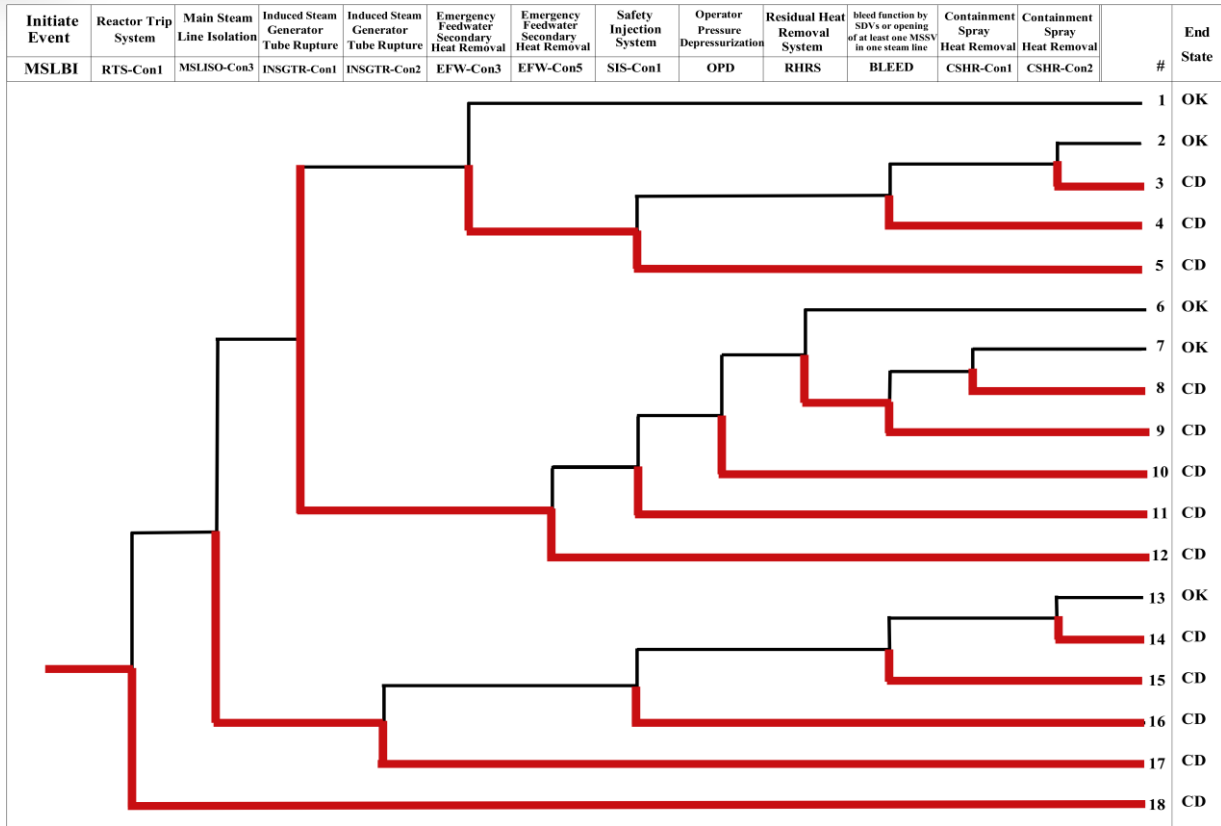 Initiate Event
Reactor Trip System
Main Steam Line Isolation
Induced Steam Generator Tube Rupture
Induced Steam Generator Tube Rupture
Emergency Feedwater Secondary Heat Removal
Emergency Feedwater Secondary Heat Removal
Safety Injection System
Operator Pressure Depressurization
Residual Heat Removal System
bleed function by SDVs or opening of at least one MSSV in one steam line
Containment Spray Heat Removal
Containment Spray Heat Removal
End State
MSLBI RTS-Con1 MSLISO-Con3 INSGTR-Con1 INSGTR-Con2 EFW-Con3 EFW-Con5 SIS-Con1 OPD RHRS BLEED CSHR-Con1 CSHR-Con2 #
1 OK
2 OK
3 CD
4 CD
5 CD
6 OK
7 OK
8 CD
9 CD
10 CD
11 CD
12 CD
13 OK
14 CD
15 CD
16 CD
17 CD
18 CD